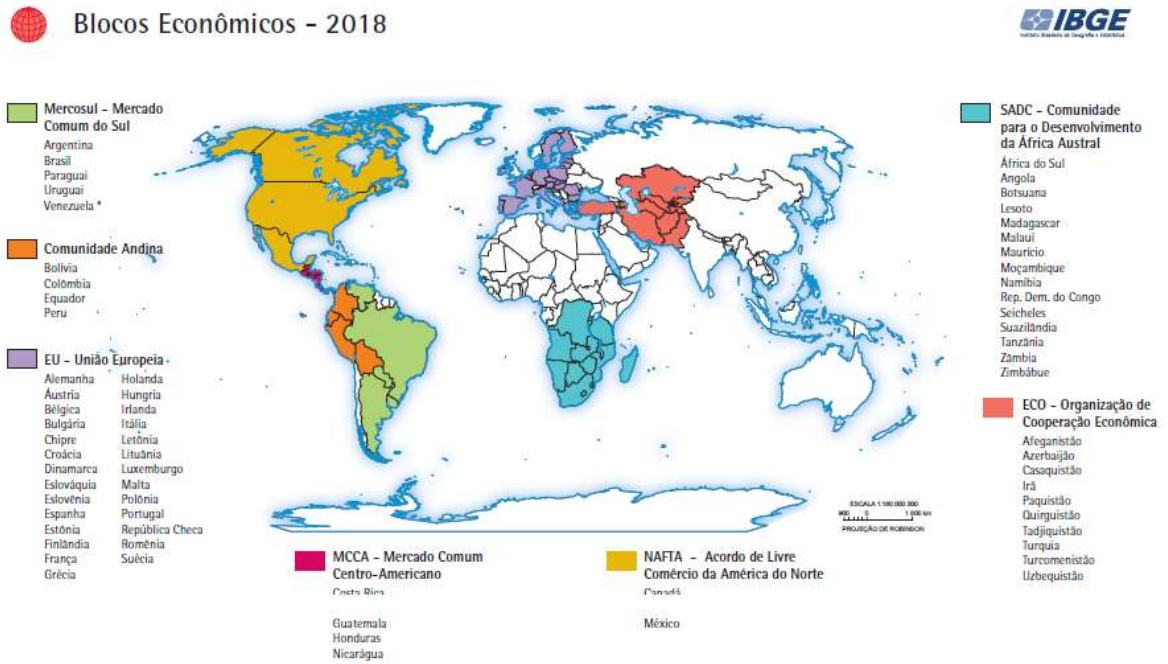 Blocos Econômicos - 2018
IBGE
Instituto Brasileiro de Geografia e Estatística
Mercosul - Mercado
Comum do Sul
Argentina
Brasil
Paraguai
Uruguai
Venezuela *
Comunidade Andina
Bolívia
Colômbia
Equador
Peru
EU - União Europeia
Alemanha
Áustria
Bélgica
Bulgária
Chipre
Croácia
Dinamarca
Eslováquia
Eslovênia
Espanha
Estônia
Finlândia
França
Grécia
Holanda
Hungria
Irlanda
Itália
Letônia
Lituânia
Luxemburgo
Malta
Polônia
Portugal
República Checa
Romênia
Suécia
MCCA - Mercado Comum
Centro-Americano
Costa Rica
Guatemala
Honduras
Nicarágua
NAFTA - Acordo de Livre
Comércio da América do Norte
Canadá
México
SADC - Comunidade
para o Desenvolvimento
da África Austral
África do Sul
Angola
Botsuana
Lesoto
Madagascar
Malauí
Maurício
Moçambique
Namíbia
Rep. Dem. do Congo
Seicheles
Suazilândia
Tanzânia
Zâmbia
Zimbábue
ECO - Organização de
Cooperação Econômica
Afeganistão
Azerbaijão
Casaquistão
Irã
Paquistão
Quirguistão
Tadjiquistão
Turquia
Turcomenistão
Uzbequistão
PROJEÇÃO DE ROBINSON